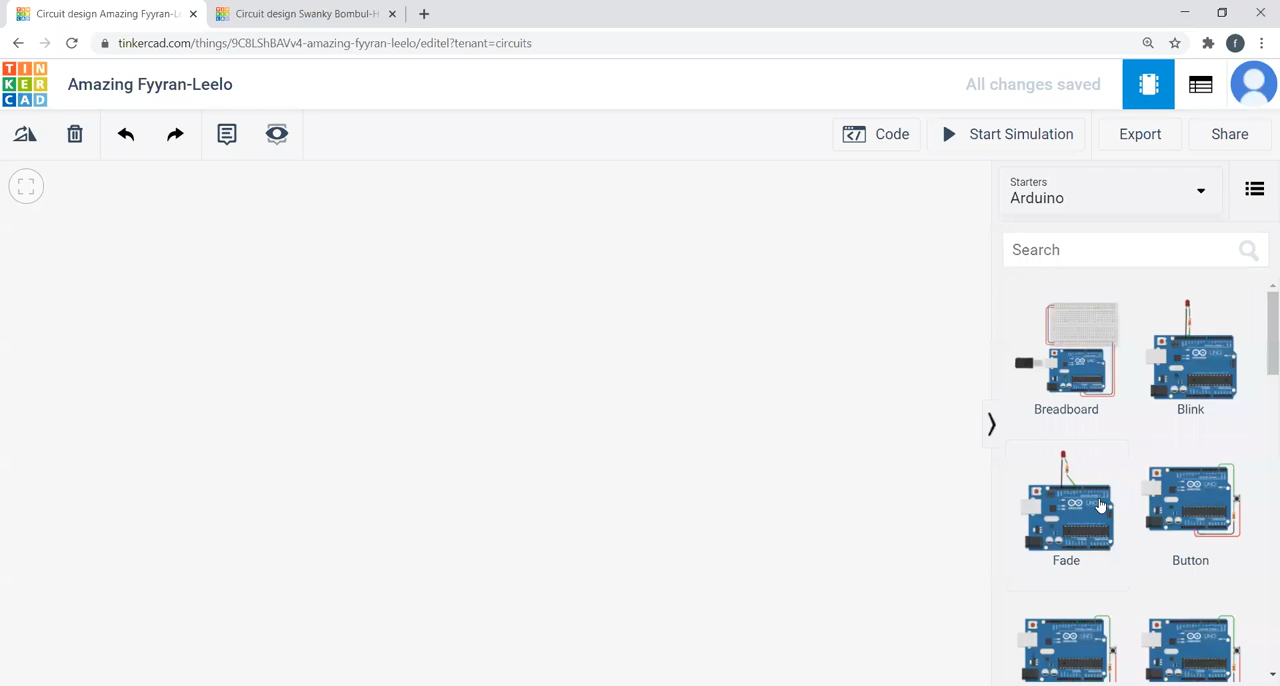 Circuit design Amazing Fyyran-Le
Circuit design Swanky Bombul-H
tinkercad.com/things/9C8LShBAVv4-amazing-fyyran-leelo/editel?tenant=circuits
f
TIN
KER
CAD
Amazing Fyyran-Leelo
All changes saved
Code
Start Simulation
Export
Share
Starters
Arduino
Search
Breadboard
Blink
Fade
Button